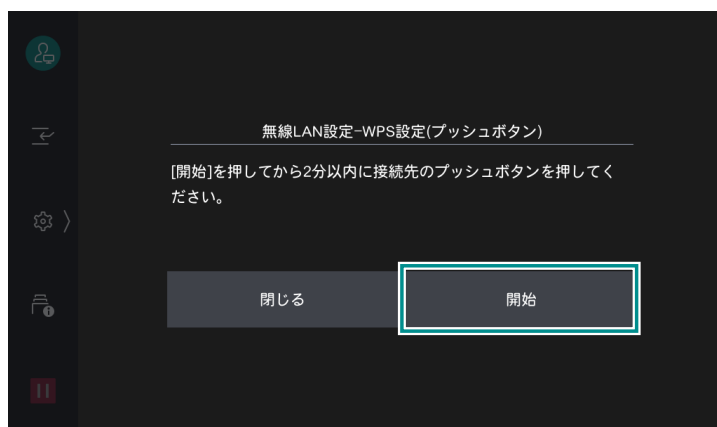 無線LAN設定-WPS設定(プッシュボタン)
[開始]を押してから2分以内に接続先のプッシュボタンを押してく
ださい。
閉じる
開始